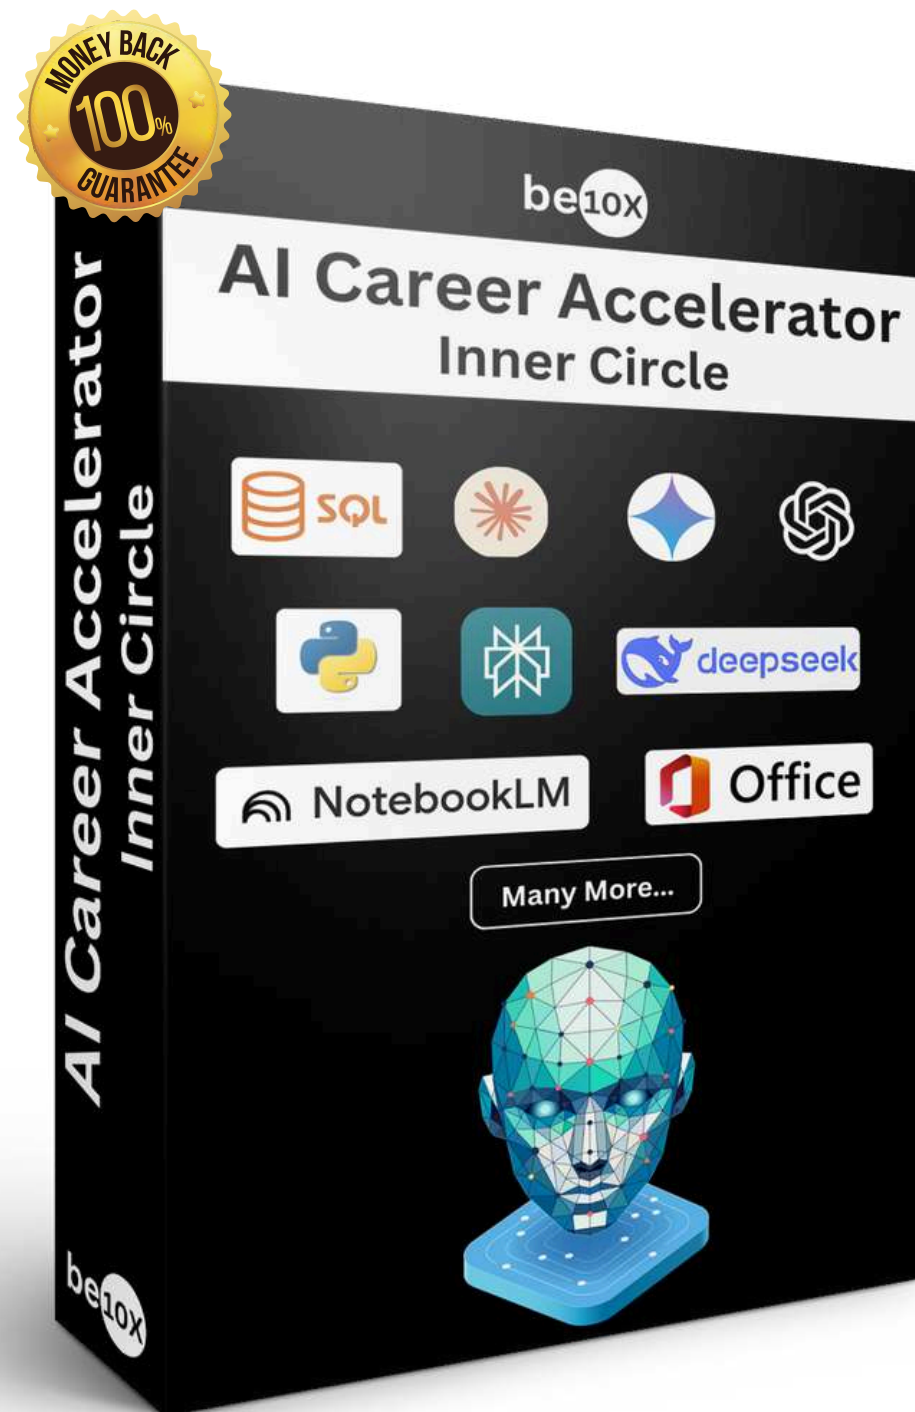 MONEY BACK
100%
GUARANTEE
be10X
AI Career Accelerator
Inner Circle
SQL
deepseek
NotebookLM
Office
Many More...
AI Career Accelerator
Inner Circle
be10X